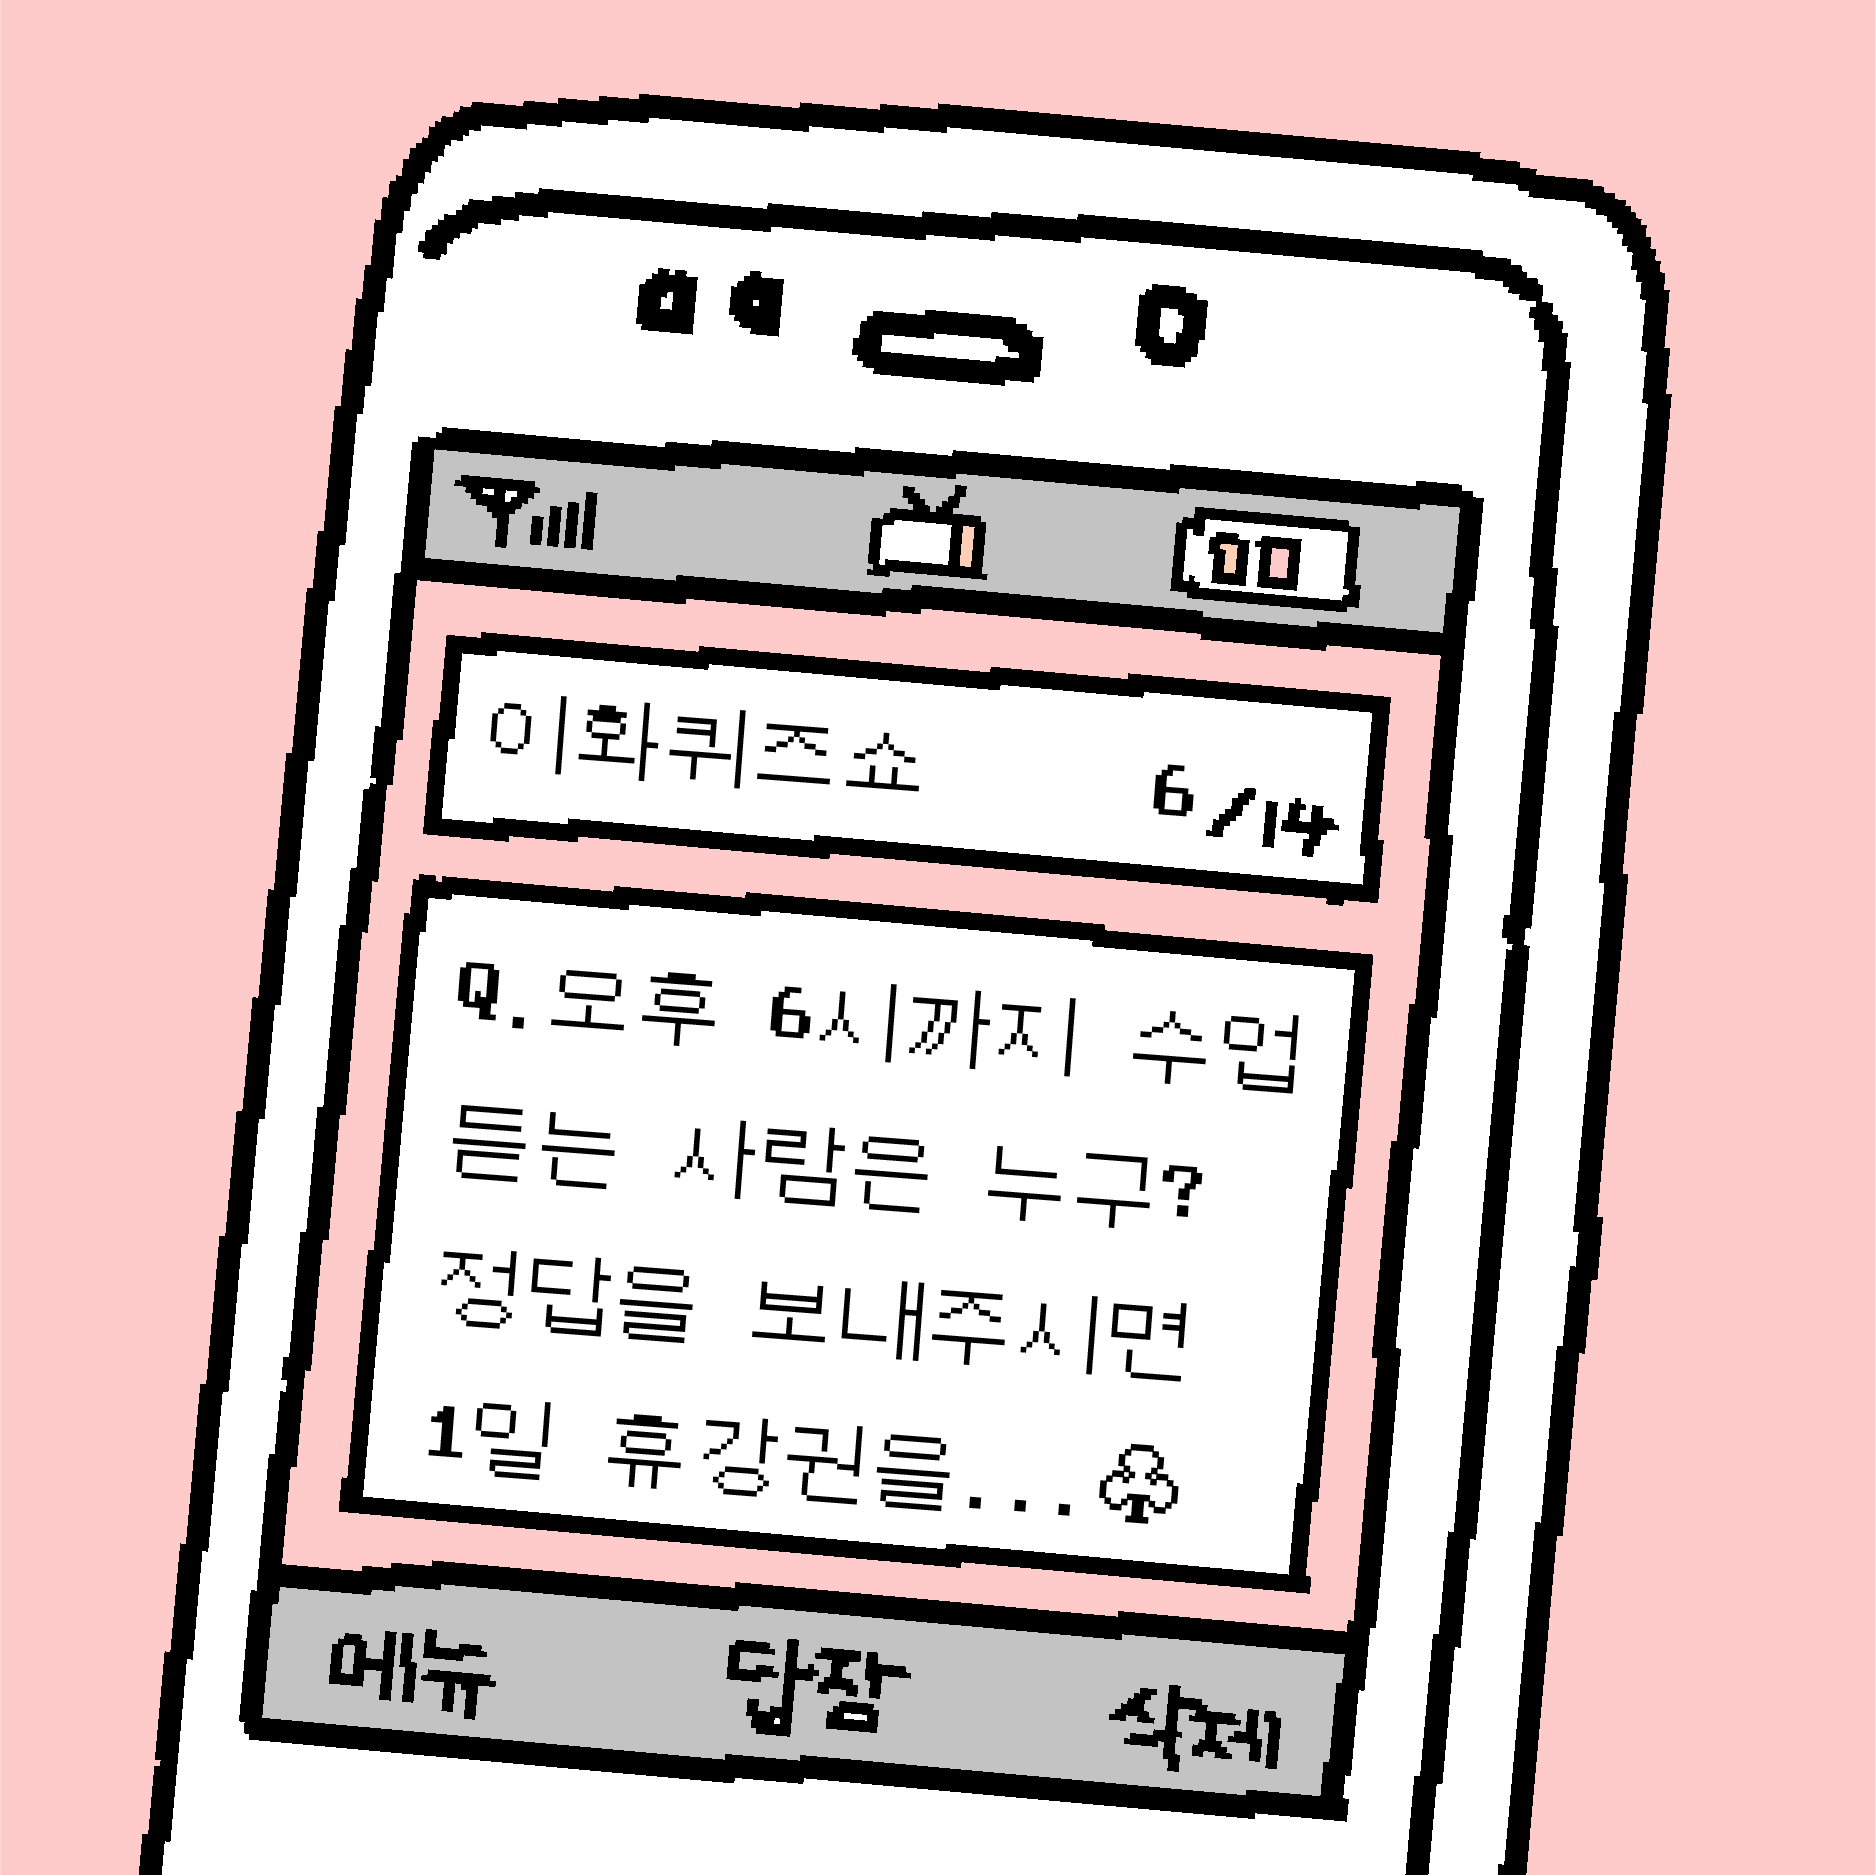 이화퀴즈쇼 6/14
Q.오후 6시까지 수업
듣는 사람은 누구?
정답을 보내주시면
1일 휴강권을...♧
메뉴 답장 삭제